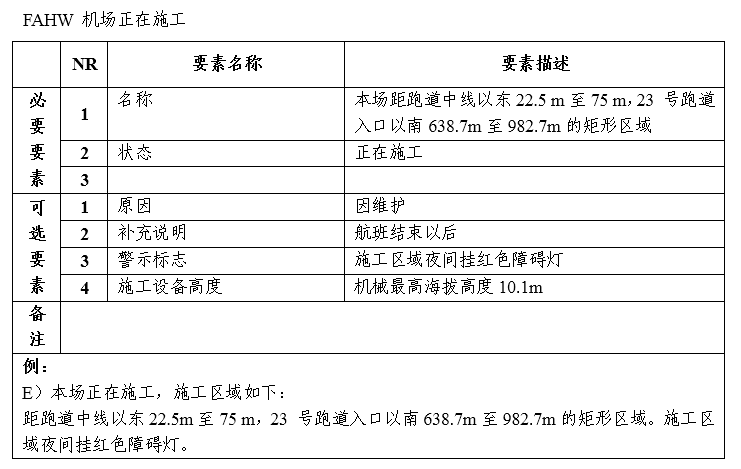 FAHW 机场正在施工
NR 要素名称 要素描述
必要要素 1 名称 本场距跑道中线以东 22.5 m 至 75 m，23 号跑道
入口以南 638.7m 至 982.7m 的矩形区域
2 状态 正在施工
3
可选要素 1 原因 因维护
2 补充说明 航班结束以后
3 警示标志 施工区域夜间挂红色障碍灯
4 施工设备高度 机械最高海拔高度 10.1m
备注
例：
E）本场正在施工，施工区域如下：
距跑道中线以东 22.5m 至 75 m，23 号跑道入口以南 638.7m 至 982.7m 的矩形区域。施工区
域夜间挂红色障碍灯。